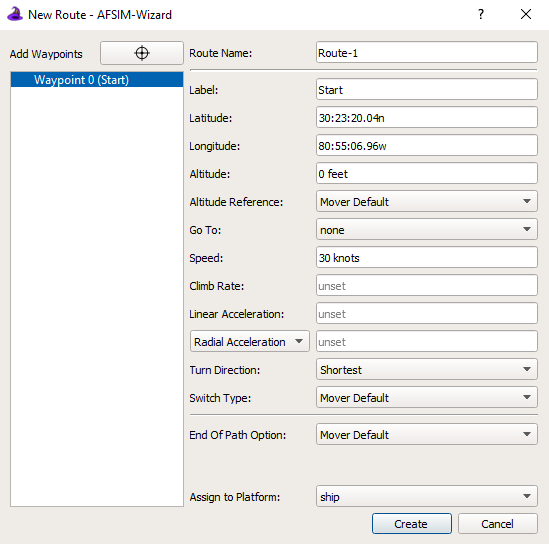 New Route - AFSIM-Wizard
Add Waypoints
Waypoint 0 (Start)
Route Name: Route-1
Label: Start
Latitude: 30:23:20.04n
Longitude: 80:55:06.96w
Altitude: 0 feet
Altitude Reference: Mover Default
Go To: none
Speed: 30 knots
Climb Rate: unset
Linear Acceleration: unset
Radial Acceleration unset
Turn Direction: Shortest
Switch Type: Mover Default
End Of Path Option: Mover Default
Assign to Platform: ship
Create Cancel